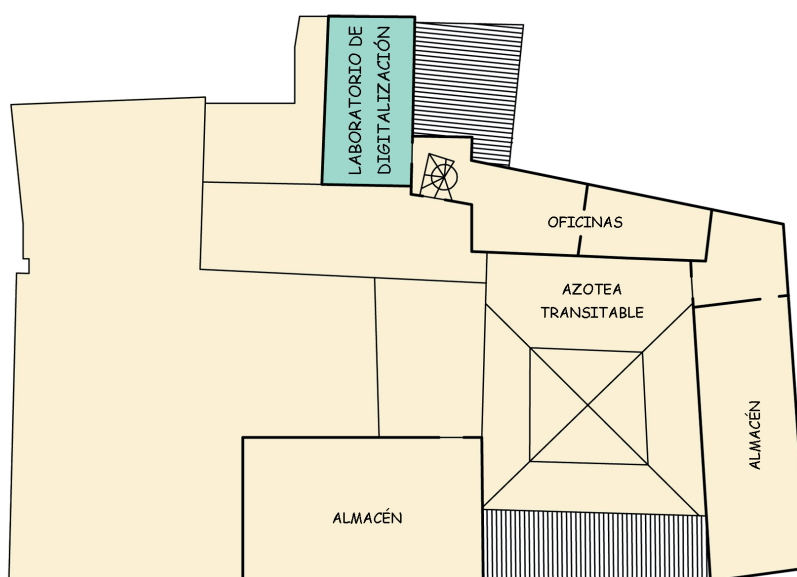 LABORATORIO DE
DIGITALIZACIÓN
OFICINAS
AZOTEA
TRANSITABLE
ALMACÉN
ALMACÉN